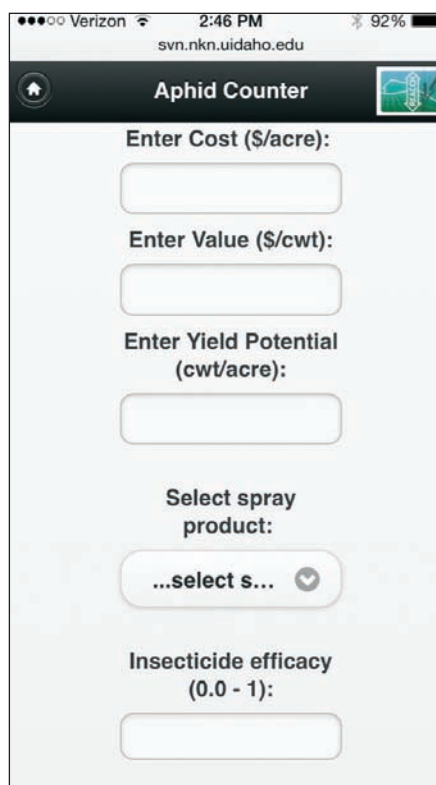 Verizon 2:46 PM 92%
svn.nkn.uidaho.edu
Aphid Counter
Enter Cost ($/acre):
Enter Value ($/cwt):
Enter Yield Potential
(cwt/acre):
Select spray
product:
...select s...
Insecticide efficacy
(0.0 - 1):